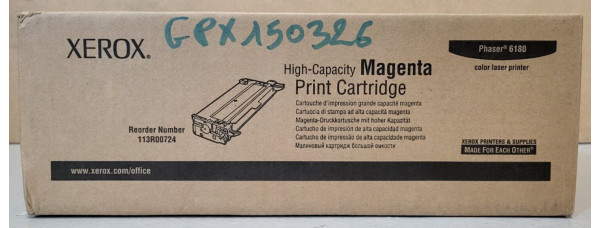 GPX150326
XEROX.
Phaser® 6180
color laser printer
High-Capacity Magenta
Print Cartridge
Cartouche d'impression grande capacité magenta
Cartuccia di stampa ad alta capacità magenta
Magenta-Druckkartusche mit hoher Kapazität
Cartucho de impresión de alta capacidad magenta
Cartucho de impressão de alta capacidade magenta
Малиновый картридж большой емкости
Reorder Number
113R00724
XEROX PRINTERS & SUPPLIES
MADE FOR EACH OTHER®
www.xerox.com/office